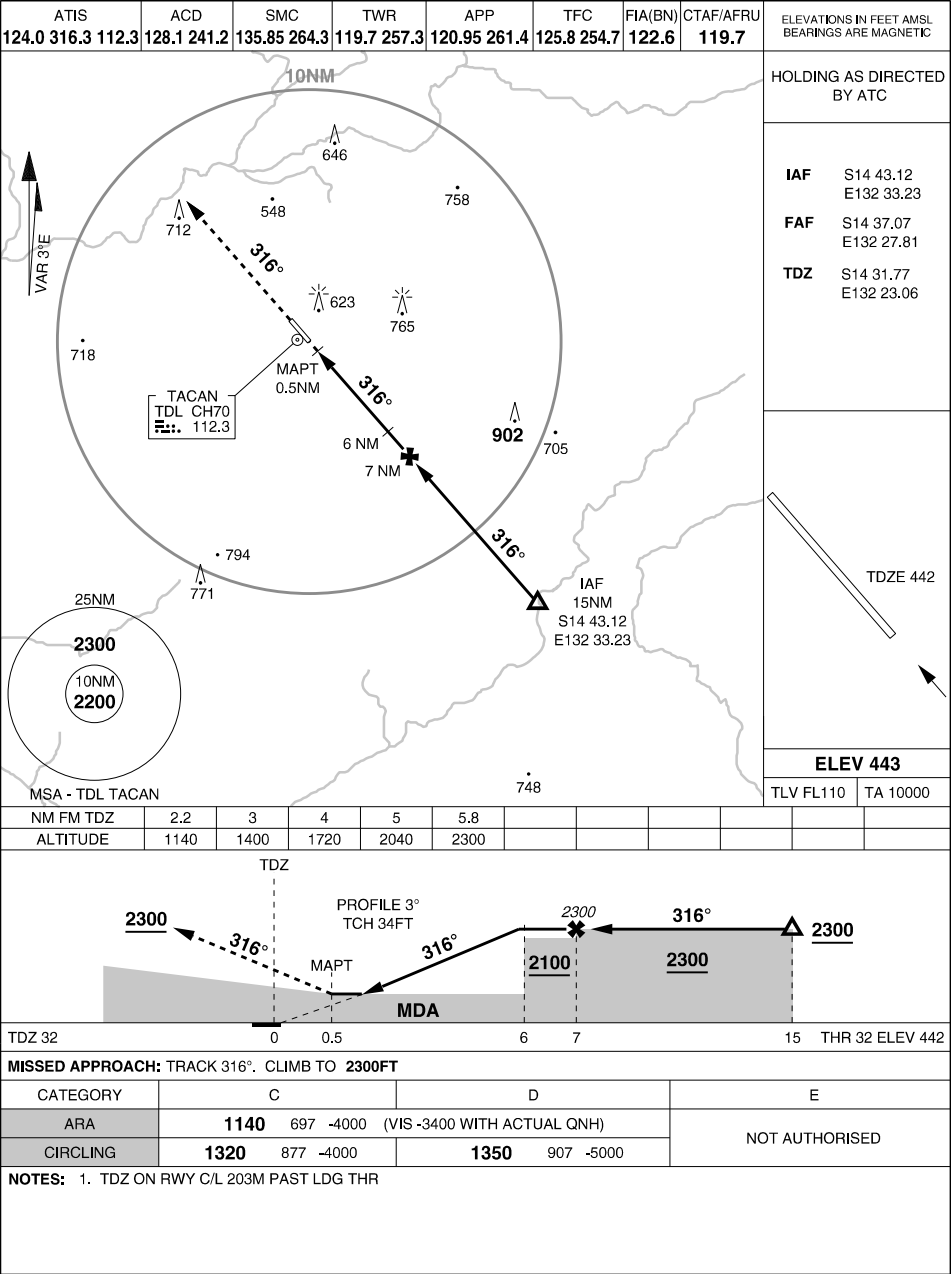 ATIS
124.0 316.3 112.3
ACD
128.1 241.2
SMC
135.85 264.3
TWR
119.7 257.3
APP
120.95 261.4
TFC
125.8 254.7
FIA(BN)
122.6
CTAF/AFRU
119.7
ELEVATIONS IN FEET AMSL
BEARINGS ARE MAGNETIC
HOLDING AS DIRECTED
BY ATC
IAF S14 43.12
E132 33.23
FAF S14 37.07
E132 27.81
TDZ S14 31.77
E132 23.06
10NM
646
758
548
712
VAR 3°E
316°
623
765
718
MAPT
0.5NM
316°
TACAN
TDL CH70
112.3
902
705
6 NM
7 NM
316°
794
771
IAF
15NM
S14 43.12
E132 33.23
25NM
2300
10NM
2200
MSA - TDL TACAN
748
TDZE 442
ELEV 443
TLV FL110 TA 10000
NM FM TDZ 2.2 3 4 5 5.8
ALTITUDE 1140 1400 1720 2040 2300
TDZ
PROFILE 3°
TCH 34FT
2300
316°
MAPT
316°
2300
316°
2300
2100
2300
MDA
TDZ 32 0 0.5 6 7 15 THR 32 ELEV 442
MISSED APPROACH: TRACK 316°. CLIMB TO 2300FT
CATEGORY C D E
ARA 1140 697 -4000 (VIS -3400 WITH ACTUAL QNH)
NOT AUTHORISED
CIRCLING 1320 877 -4000 1350 907 -5000
NOTES: 1. TDZ ON RWY C/L 203M PAST LDG THR